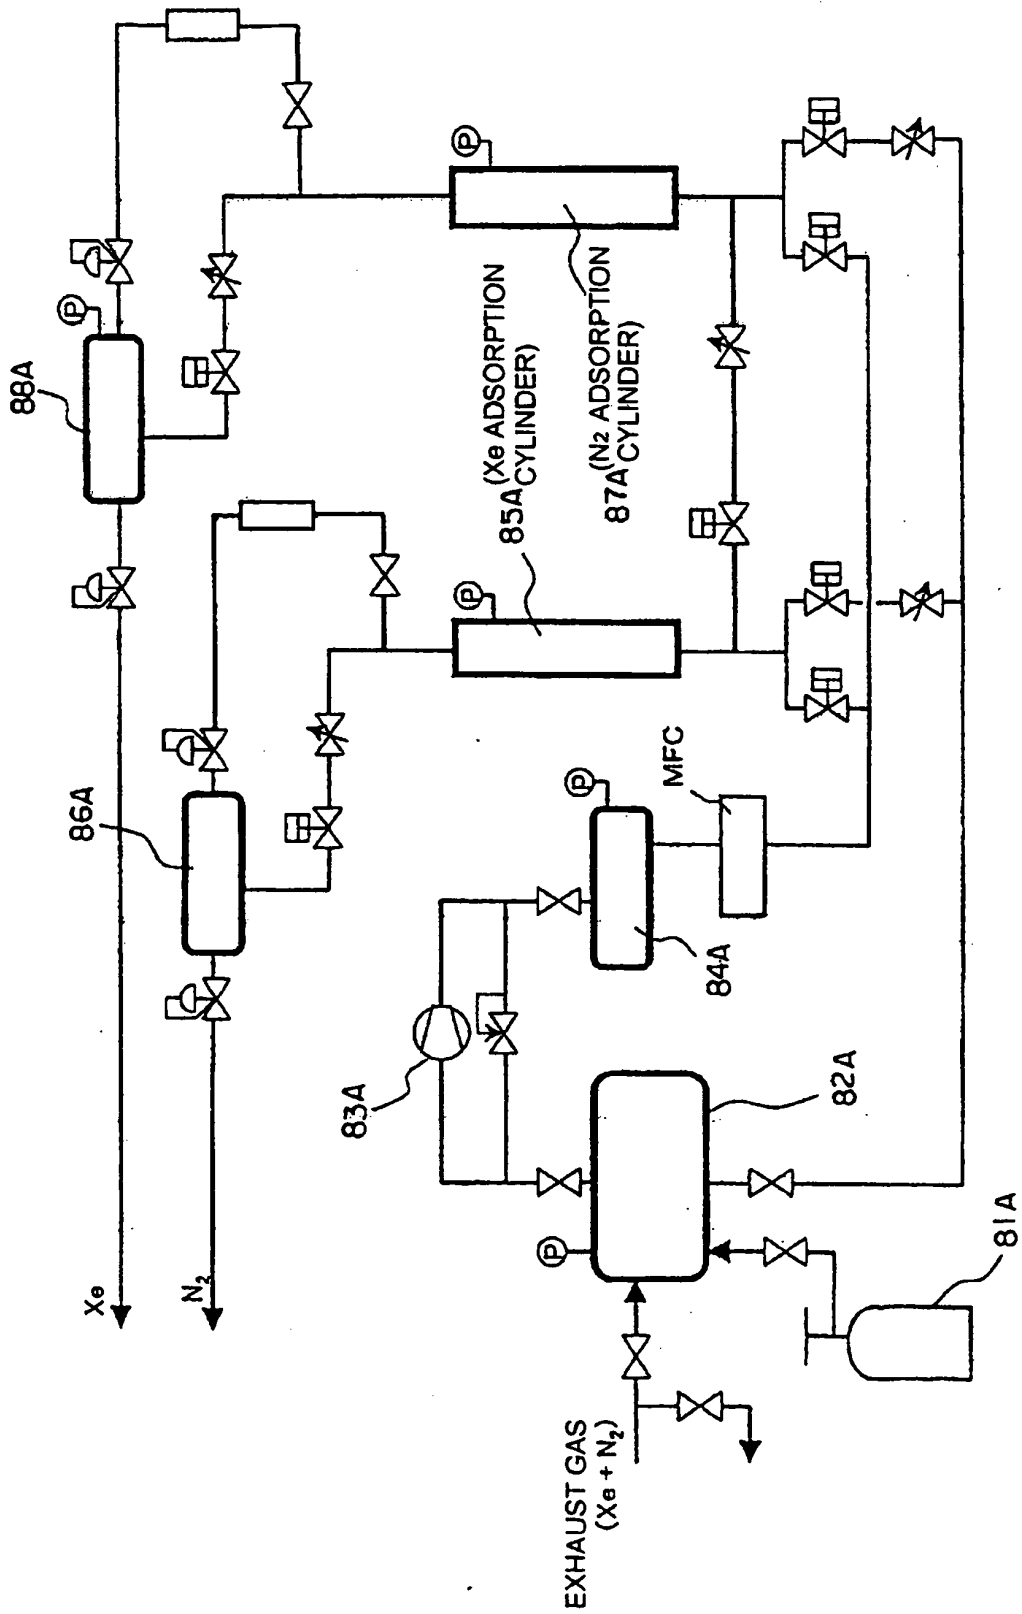 88A
P
P
86A
P
85A (Xe ADSORPTION
CYLINDER)
87A (N2 ADSORPTION
CYLINDER)
P
MFC
84A
83A
P
82A
81A
Xe
N2
EXHAUST GAS
(Xe + N2)